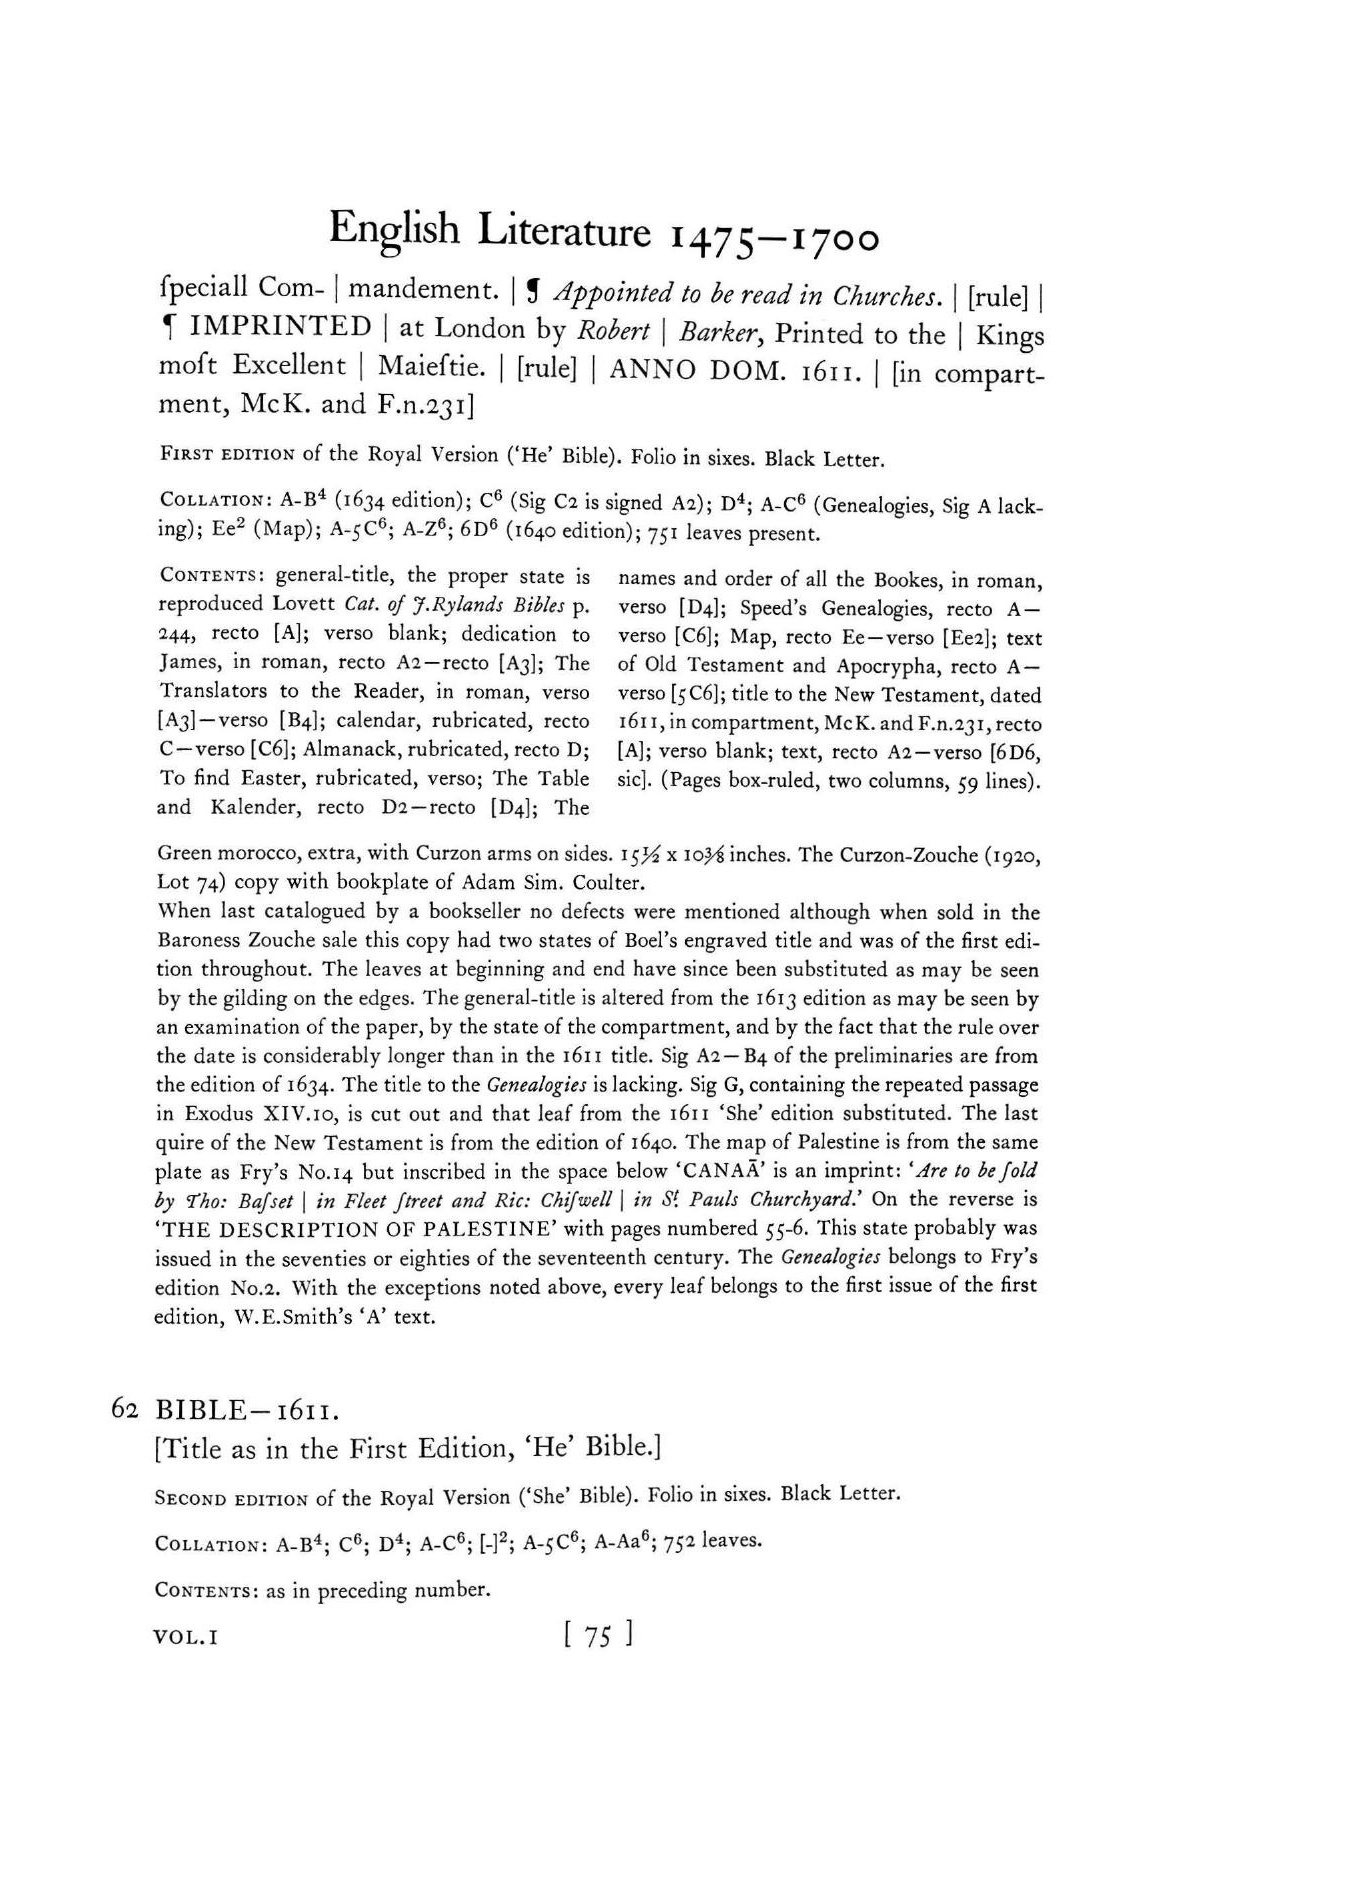 English Literature 1475—1700
ſpeciall Com- | mandement. | ¶ Appointed to be read in Churches. | [rule] |
¶ IMPRINTED | at London by Robert | Barker, Printed to the | Kings
moſt Excellent | Maieſtie. | [rule] | ANNO DOM. 1611. | [in compart-
ment, McK. and F.n.231]
FIRST EDITION of the Royal Version (‘He’ Bible). Folio in sixes. Black Letter.
COLLATION: A-B⁴ (1634 edition); C⁶ (Sig C2 is signed A2); D⁴; A-C⁶ (Genealogies, Sig A lack-
ing); Ee² (Map); A-5C⁶; A-Z⁶; 6D⁶ (1640 edition); 751 leaves present.
CONTENTS: general-title, the proper state is
reproduced Lovett Cat. of J.Rylands Bibles p.
244, recto [A]; verso blank; dedication to
James, in roman, recto A2—recto [A3]; The
Translators to the Reader, in roman, verso
[A3]—verso [B4]; calendar, rubricated, recto
C—verso [C6]; Almanack, rubricated, recto D;
To find Easter, rubricated, verso; The Table
and Kalender, recto D2—recto [D4]; The
names and order of all the Bookes, in roman,
verso [D4]; Speed’s Genealogies, recto A—
verso [C6]; Map, recto Ee—verso [Ee2]; text
of Old Testament and Apocrypha, recto A—
verso [5C6]; title to the New Testament, dated
1611, in compartment, McK. and F.n.231, recto
[A]; verso blank; text, recto A2—verso [6D6,
sic]. (Pages box-ruled, two columns, 59 lines).
Green morocco, extra, with Curzon arms on sides. 15½ x 10⅜ inches. The Curzon-Zouche (1920,
Lot 74) copy with bookplate of Adam Sim. Coulter.
When last catalogued by a bookseller no defects were mentioned although when sold in the
Baroness Zouche sale this copy had two states of Boel’s engraved title and was of the first edi-
tion throughout. The leaves at beginning and end have since been substituted as may be seen
by the gilding on the edges. The general-title is altered from the 1613 edition as may be seen by
an examination of the paper, by the state of the compartment, and by the fact that the rule over
the date is considerably longer than in the 1611 title. Sig A2—B4 of the preliminaries are from
the edition of 1634. The title to the Genealogies is lacking. Sig G, containing the repeated passage
in Exodus XIV.10, is cut out and that leaf from the 1611 ‘She’ edition substituted. The last
quire of the New Testament is from the edition of 1640. The map of Palestine is from the same
plate as Fry’s No.14 but inscribed in the space below ‘CANAĀ’ is an imprint: ‘Are to be ſold
by Tho: Baſset | in Fleet ſtreet and Ric: Chiſwell | in St. Pauls Churchyard.’ On the reverse is
‘THE DESCRIPTION OF PALESTINE’ with pages numbered 55-6. This state probably was
issued in the seventies or eighties of the seventeenth century. The Genealogies belongs to Fry’s
edition No.2. With the exceptions noted above, every leaf belongs to the first issue of the first
edition, W.E.Smith’s ‘A’ text.
62 BIBLE—1611.
[Title as in the First Edition, ‘He’ Bible.]
SECOND EDITION of the Royal Version (‘She’ Bible). Folio in sixes. Black Letter.
COLLATION: A-B⁴; C⁶; D⁴; A-C⁶; [-]²; A-5C⁶; A-Aa⁶; 752 leaves.
CONTENTS: as in preceding number.
VOL.I [ 75 ]